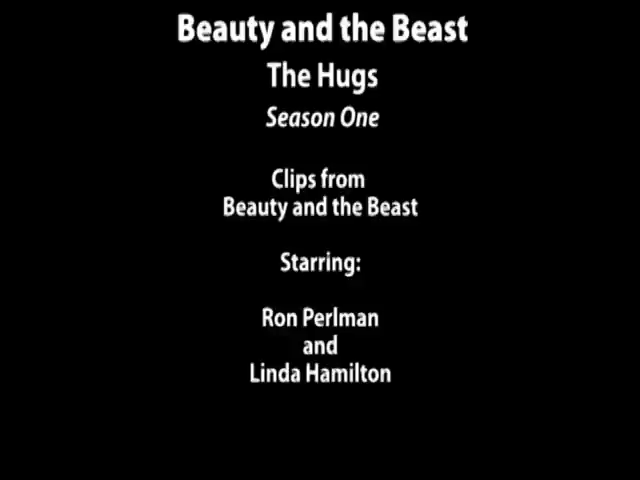 Beauty and the Beast
The Hugs
Season One
Clips from
Beauty and the Beast
Starring:
Ron Perlman
and
Linda Hamilton